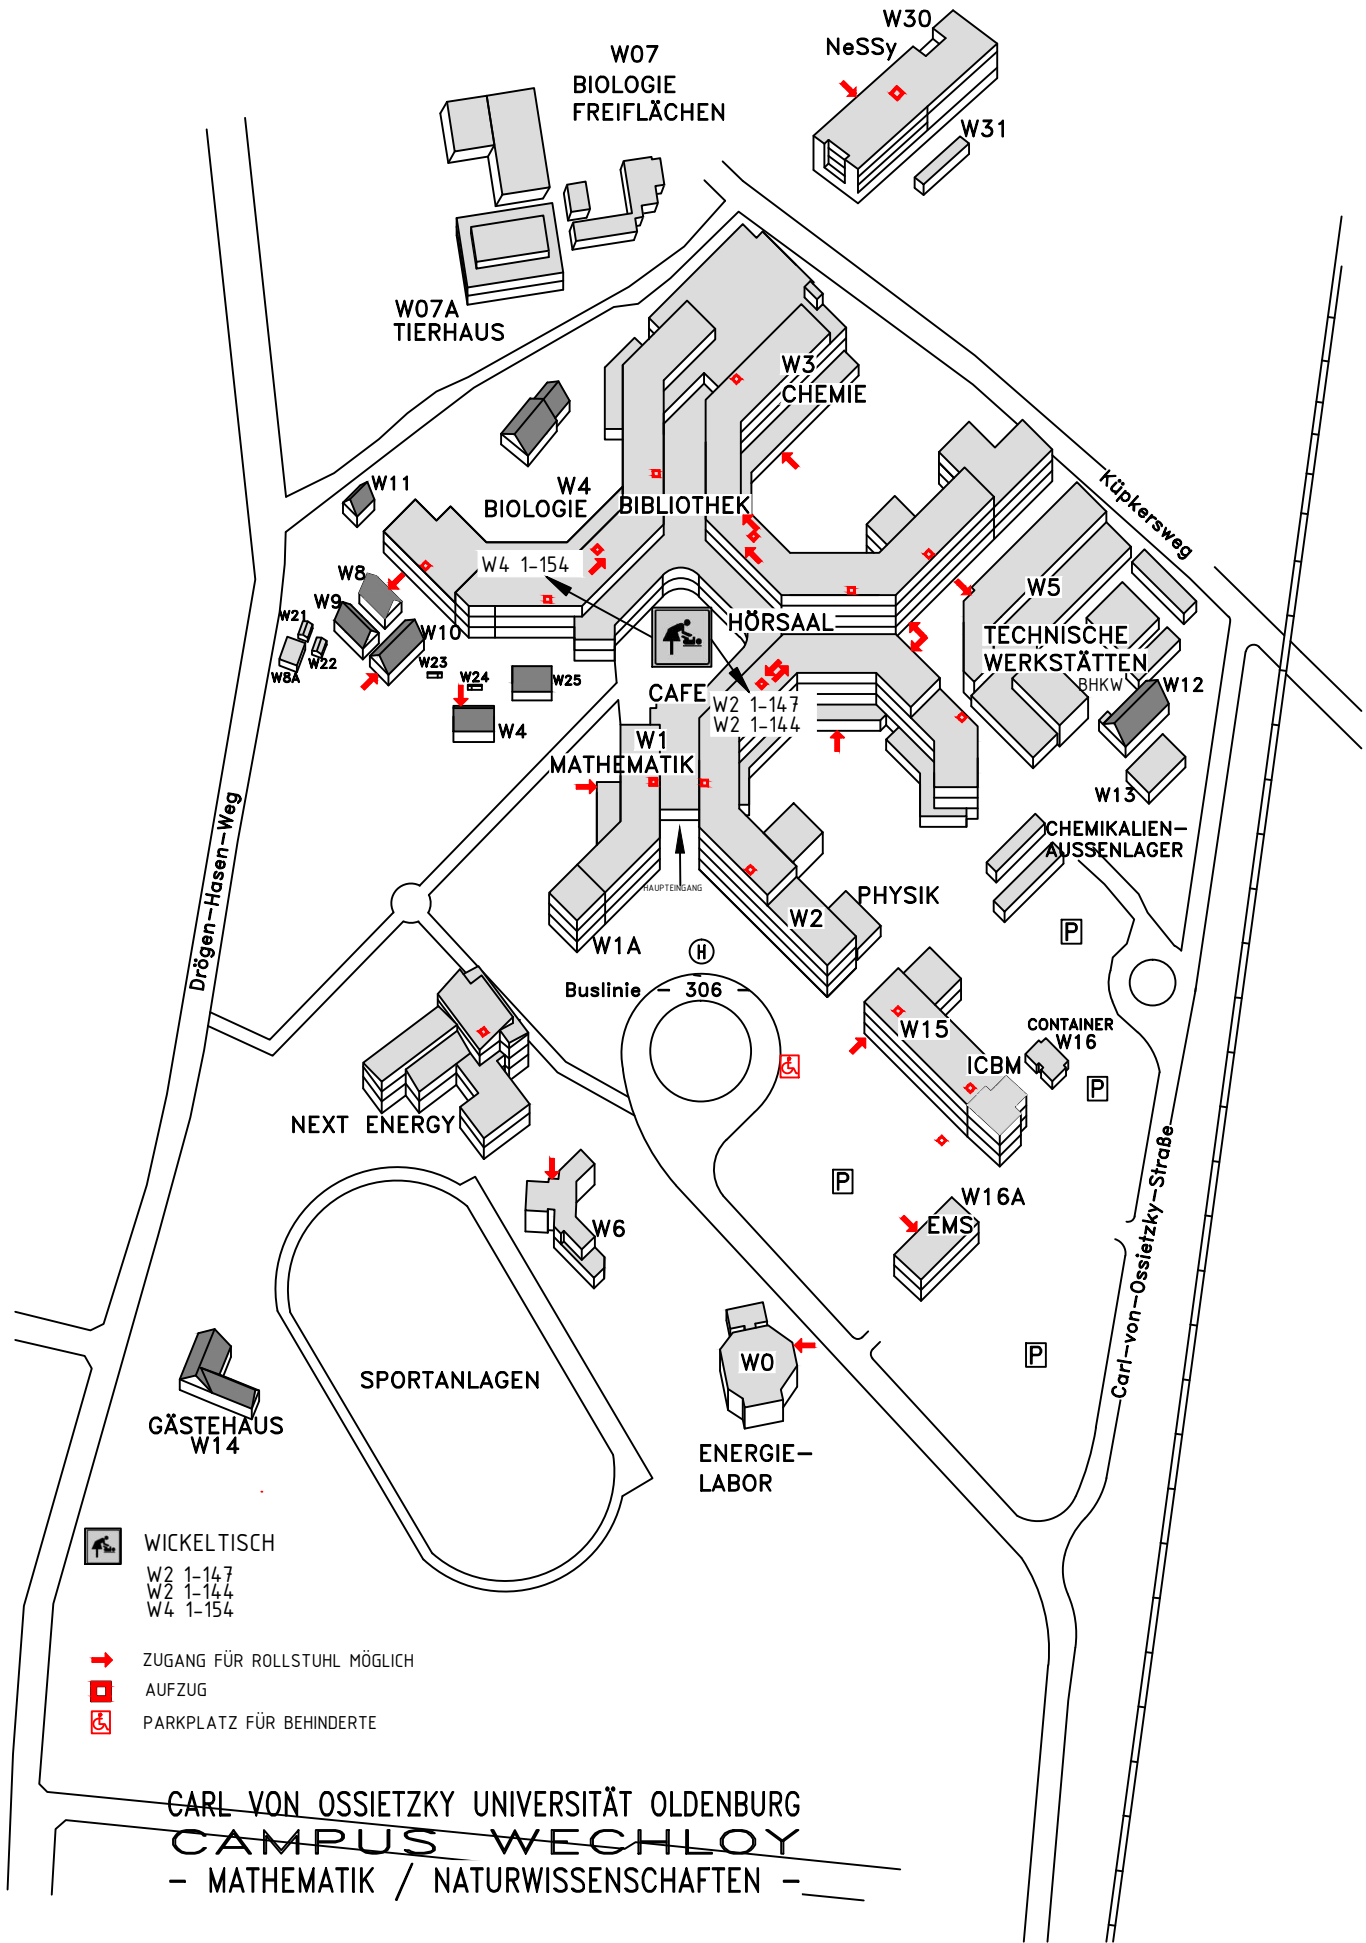 W30
NeSSy
W07
BIOLOGIE
FREIFLÄCHEN
W31
W07A
TIERHAUS
W3
CHEMIE
Küpkersweg
W11
W4
BIOLOGIE
BIBLIOTHEK
W4 1-154
W8
W5
W9
W21
W10
HÖRSAAL
TECHNISCHE
WERKSTÄTTEN
W22
W23
W8A
W24
W25
BHKW
W12
CAFE
W2 1-147
W2 1-144
W4
W1
MATHEMATIK
W13
Drögen-Hasen-Weg
CHEMIKALIEN-
AUSSENLAGER
HAUPTEINGANG
PHYSIK
W2
P
W1A
H
Buslinie - 306 -
W15
CONTAINER
W16
ICBM
P
NEXT ENERGY
Carl-von-Ossietzky-Straße
P
W16A
EMS
W6
P
W0
SPORTANLAGEN
GÄSTEHAUS
W14
ENERGIE-
LABOR
WICKELTISCH
W2 1-147
W2 1-144
W4 1-154
ZUGANG FÜR ROLLSTUHL MÖGLICH
AUFZUG
PARKPLATZ FÜR BEHINDERTE
CARL VON OSSIETZKY UNIVERSITÄT OLDENBURG
CAMPUS WECHLOY
- MATHEMATIK / NATURWISSENSCHAFTEN -